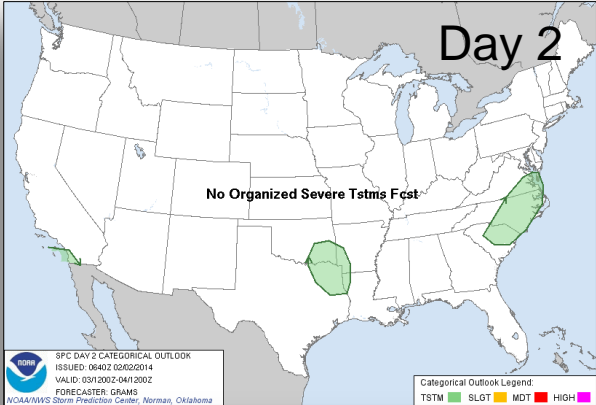 Day 2
No Organized Severe Tstms Fcst
NOAA
SPC DAY 2 CATEGORICAL OUTLOOK
ISSUED: 0640Z 02/02/2014
VALID: 03/1200Z-04/1200Z
FORECASTER: GRAMS
NOAA/NWS Storm Prediction Center, Norman, Oklahoma
Categorical Outlook Legend:
TSTM SLGT MDT HIGH